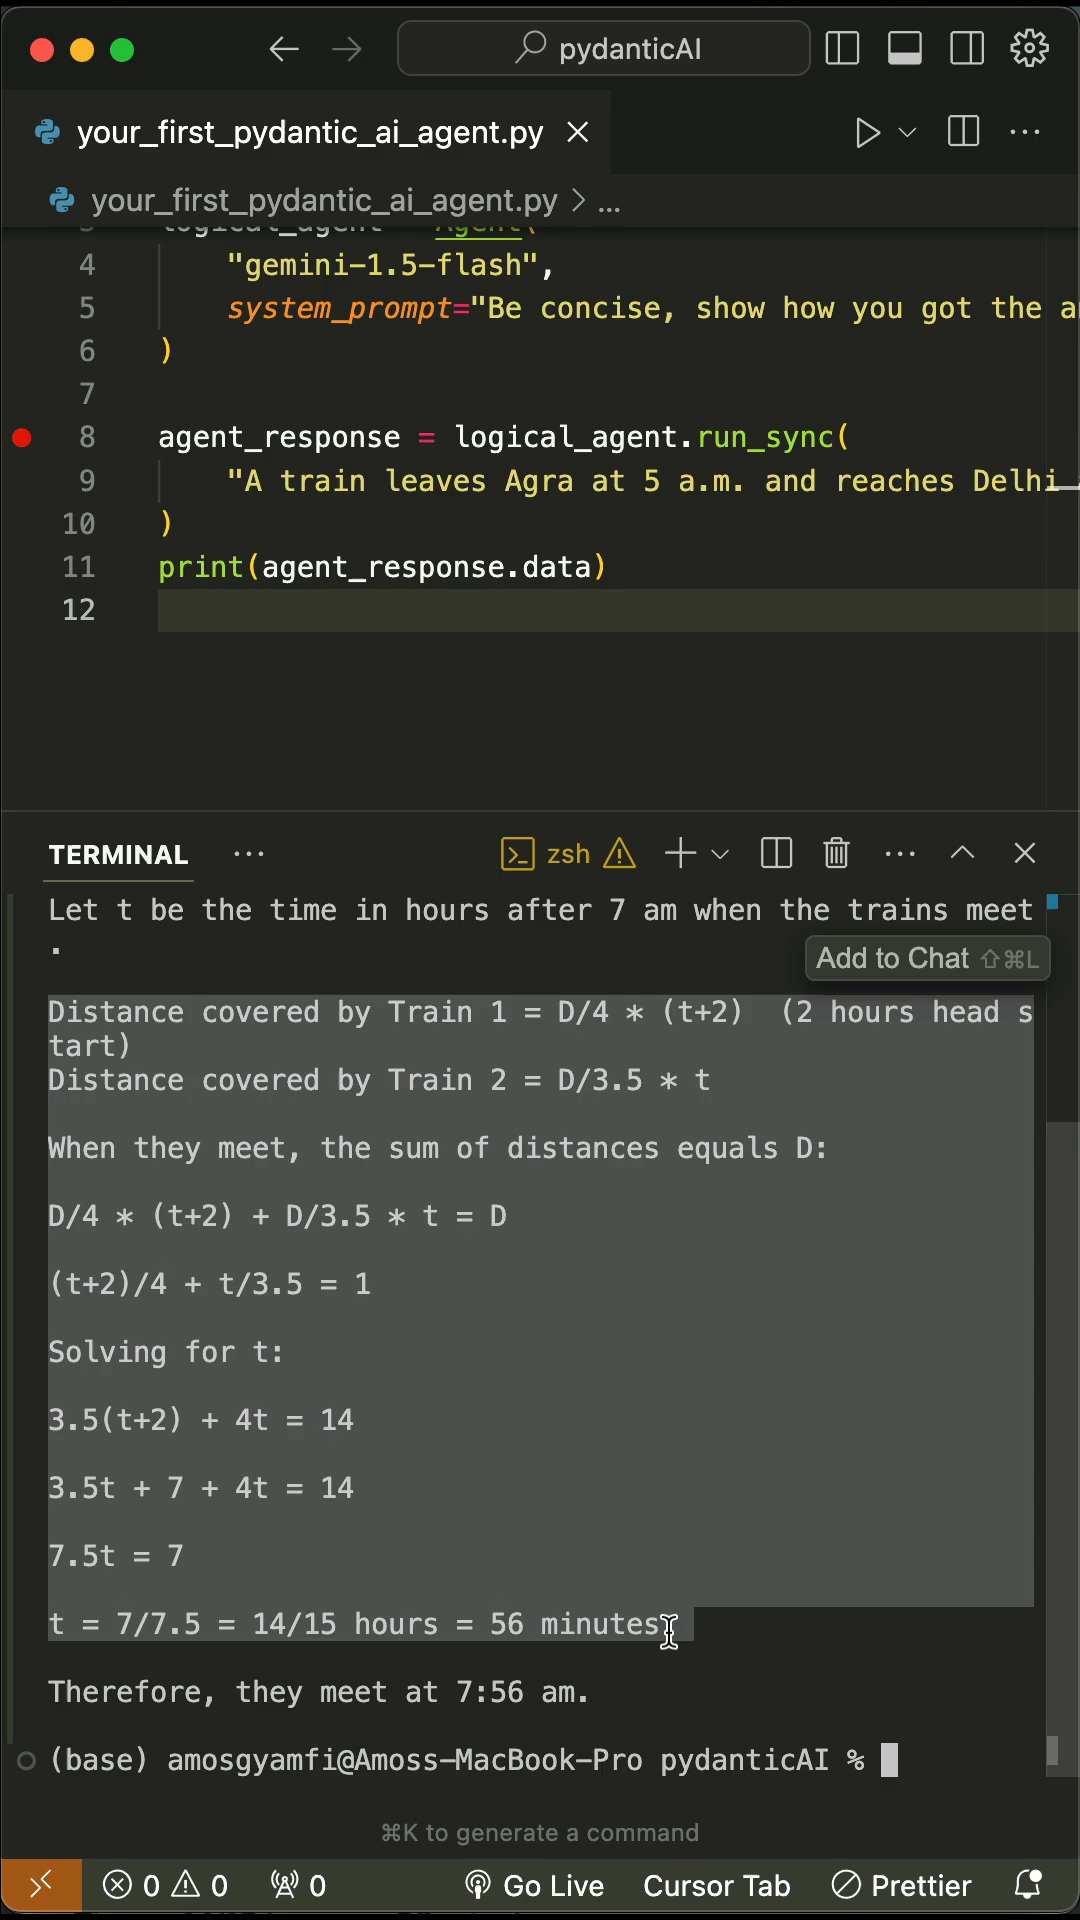 pydanticAI
your_first_pydantic_ai_agent.py
your_first_pydantic_ai_agent.py > ...
3 logical_agent = Agent(
4 "gemini-1.5-flash",
5 system_prompt="Be concise, show how you got the
6 )
7
8 agent_response = logical_agent.run_sync(
9 "A train leaves Agra at 5 a.m. and reaches Delhi
10 )
11 print(agent_response.data)
12
TERMINAL ... zsh
Let t be the time in hours after 7 am when the trains meet
.
Add to Chat ⇧⌘L
Distance covered by Train 1 = D/4 * (t+2) (2 hours head s
tart)
Distance covered by Train 2 = D/3.5 * t
When they meet, the sum of distances equals D:
D/4 * (t+2) + D/3.5 * t = D
(t+2)/4 + t/3.5 = 1
Solving for t:
3.5(t+2) + 4t = 14
3.5t + 7 + 4t = 14
7.5t = 7
t = 7/7.5 = 14/15 hours = 56 minutes
Therefore, they meet at 7:56 am.
(base) amosgyamfi@Amoss-MacBook-Pro pydanticAI %
⌘K to generate a command
0 0 0 Go Live Cursor Tab Prettier